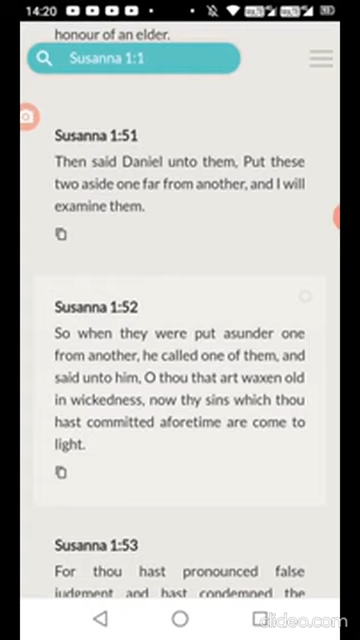 14:20
honour of an elder.
Susanna 1:1
Susanna 1:51
Then said Daniel unto them, Put these
two aside one far from another, and I will
examine them.
Susanna 1:52
So when they were put asunder one
from another, he called one of them, and
said unto him, O thou that art waxen old
in wickedness, now thy sins which thou
hast committed aforetime are come to
light.
Susanna 1:53
For thou hast pronounced false
judgment and hast condemned the
dideo.com